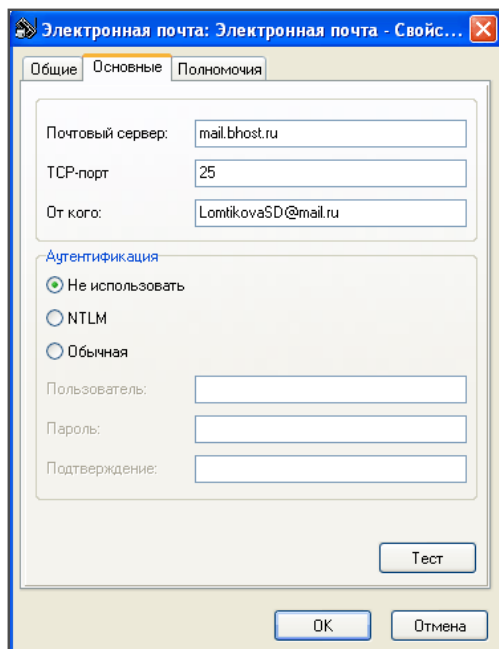 Электронная почта: Электронная почта - Свойс...
Общие Основные Полномочия
Почтовый сервер: mail.bhost.ru
TCP-порт 25
От кого: LomtikovaSD@mail.ru
Аутентификация
Не использовать
NTLM
Обычная
Пользователь:
Пароль:
Подтверждение:
Тест
OK Отмена